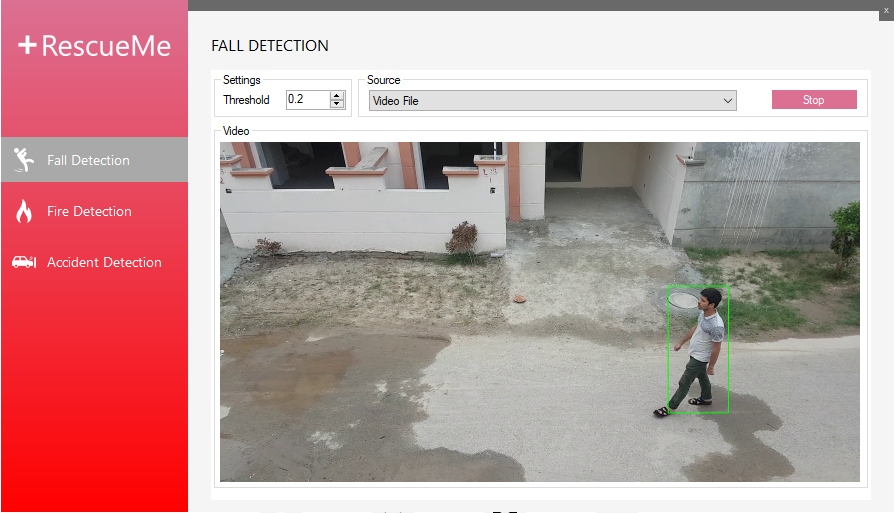 x
+RescueMe
FALL DETECTION
Settings
Threshold
0.2
Source
Video File
Stop
Video
Fall Detection
Fire Detection
Accident Detection